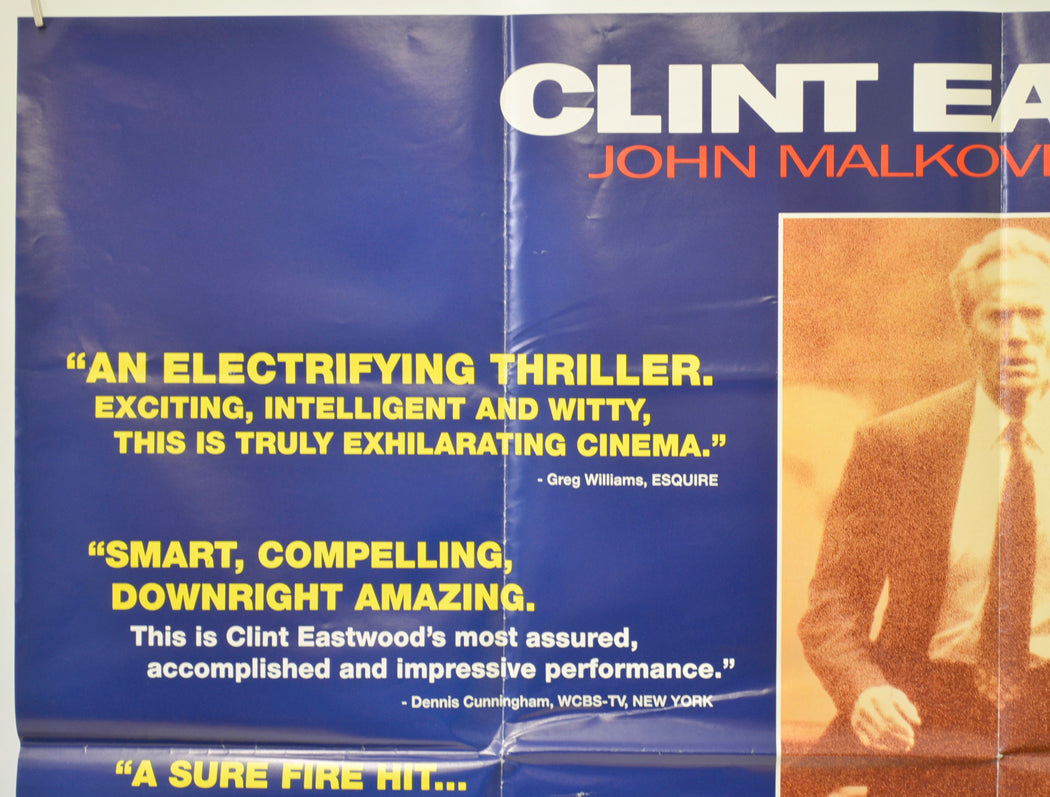 CLINT EA
JOHN MALKOVI
“AN ELECTRIFYING THRILLER.
EXCITING, INTELLIGENT AND WITTY,
THIS IS TRULY EXHILARATING CINEMA.”
- Greg Williams, ESQUIRE
“SMART, COMPELLING,
DOWNRIGHT AMAZING.
This is Clint Eastwood’s most assured,
accomplished and impressive performance.”
- Dennis Cunningham, WCBS-TV, NEW YORK
“A SURE FIRE HIT...